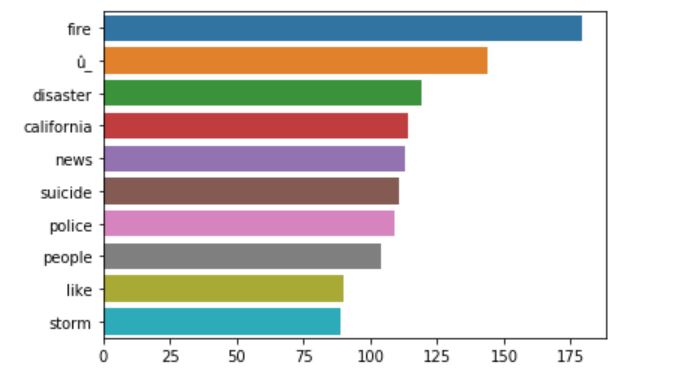 fire
û_
disaster
california
news
suicide
police
people
like
storm
0 25 50 75 100 125 150 175